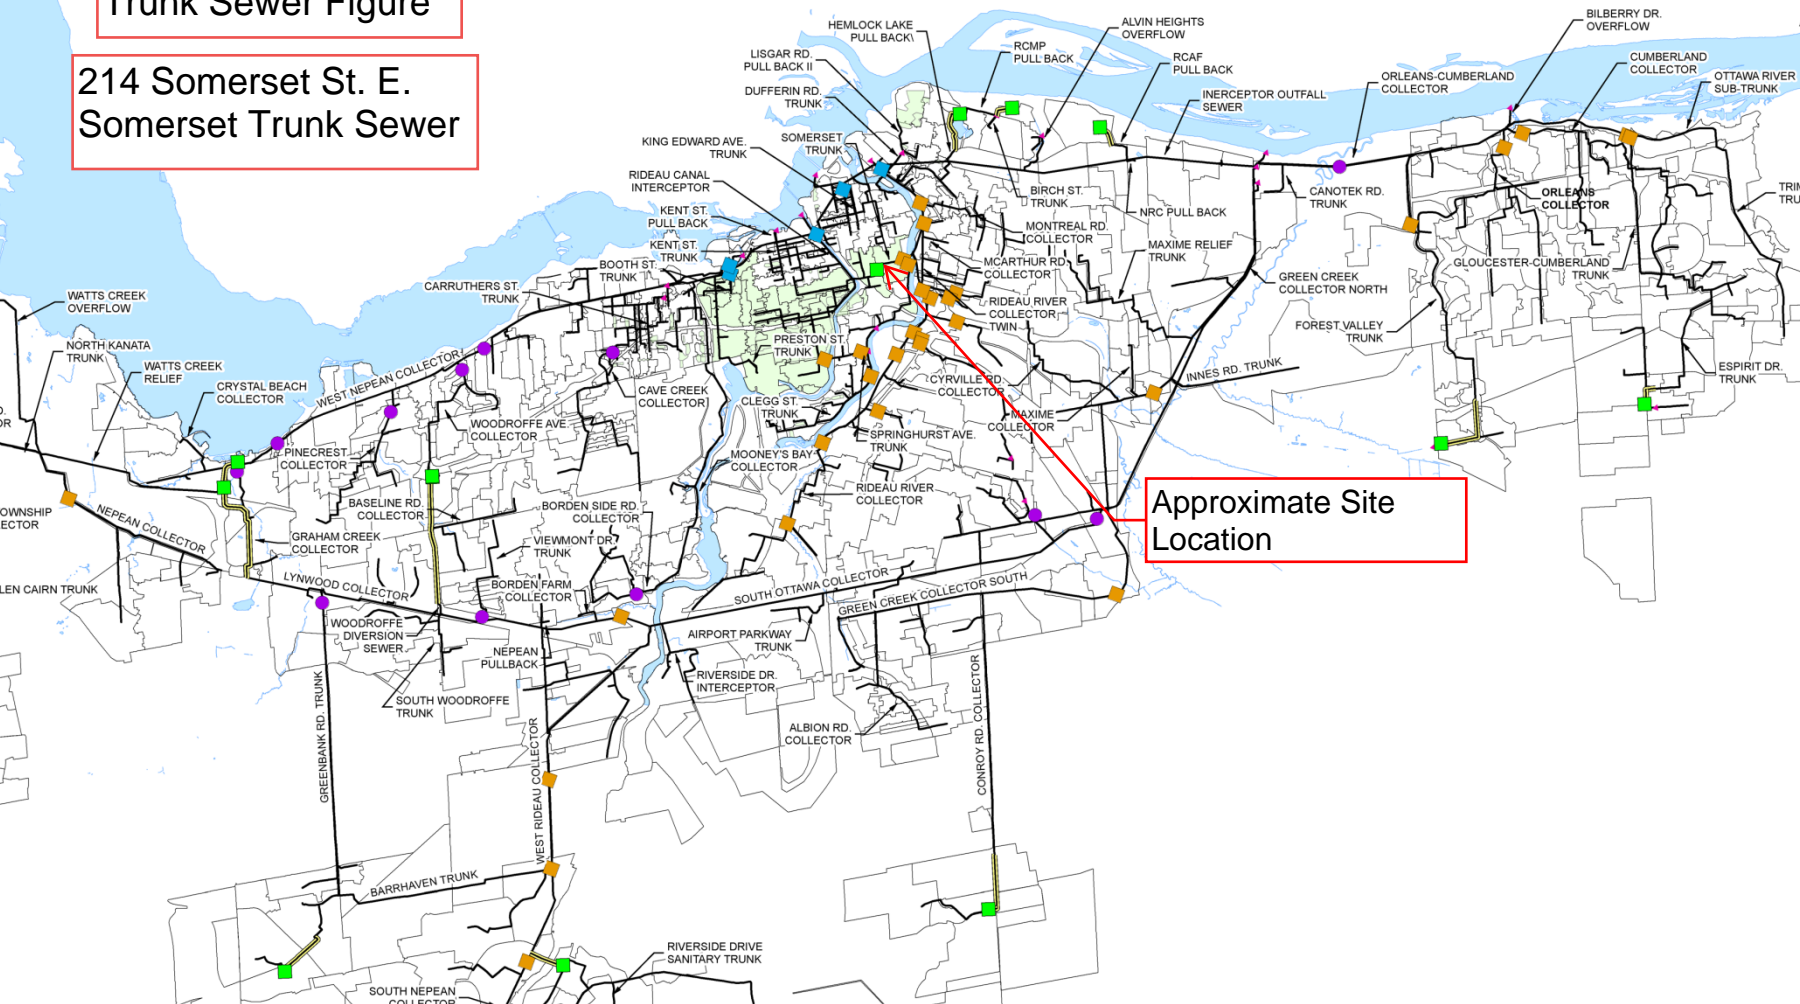 Trunk Sewer Figure
214 Somerset St. E.
Somerset Trunk Sewer
HEMLOCK LAKE
PULL BACK\
ALVIN HEIGHTS
OVERFLOW
BILBERRY DR.
OVERFLOW
LISGAR RD.
PULL BACK II
RCMP
PULL BACK
RCAF
PULL BACK
CUMBERLAND
COLLECTOR
ORLEANS-CUMBERLAND
COLLECTOR
OTTAWA RIVER
SUB-TRUNK
DUFFERIN RD.
TRUNK
INERCEPTOR OUTFALL
SEWER
KING EDWARD AVE.
TRUNK
SOMERSET
TRUNK
RIDEAU CANAL
INTERCEPTOR
BIRCH ST.
TRUNK
NRC PULL BACK
CANOTEK RD.
TRUNK
ORLEANS
COLLECTOR
KENT ST.
PULL BACK
MONTREAL RD.
COLLECTOR
KENT ST.
TRUNK
MAXIME RELIEF
TRUNK
BOOTH ST.
TRUNK
MCARTHUR RD.
COLLECTOR
GLOUCESTER-CUMBERLAND
TRUNK
CARRUTHERS ST.
TRUNK
GREEN CREEK
COLLECTOR NORTH
WATTS CREEK
OVERFLOW
RIDEAU RIVER
COLLECTOR
TWIN
FOREST VALLEY
TRUNK
NORTH KANATA
TRUNK
PRESTON ST.
TRUNK
WATTS CREEK
RELIEF
WEST NEPEAN COLLECTOR
INNES RD. TRUNK
ESPIRIT DR.
TRUNK
CRYSTAL BEACH
COLLECTOR
CAVE CREEK
COLLECTOR
CYRVILLE RD.
COLLECTOR
CLEGG ST.
TRUNK
MAXIME
COLLECTOR
WOODROFFE AVE.
COLLECTOR
SPRINGHURST AVE.
TRUNK
PINECREST
COLLECTOR
MOONEY'S BAY
COLLECTOR
RIDEAU RIVER
COLLECTOR
BASELINE RD.
COLLECTOR
BORDEN SIDE RD.
COLLECTOR
Approximate Site
Location
NEPEAN COLLECTOR
GRAHAM CREEK
COLLECTOR
VIEWMONT DR.
TRUNK
LYNWOOD COLLECTOR
BORDEN FARM
COLLECTOR
SOUTH OTTAWA COLLECTOR
GREEN CREEK COLLECTOR SOUTH
WOODROFFE
DIVERSION
SEWER
AIRPORT PARKWAY
TRUNK
NEPEAN
PULLBACK
RIVERSIDE DR.
INTERCEPTOR
SOUTH WOODROFFE
TRUNK
GREENBANK RD. TRUNK
CONROY RD. COLLECTOR
ALBION RD.
COLLECTOR
WEST RIDEAU COLLECTOR
BARRHAVEN TRUNK
RIVERSIDE DRIVE
SANITARY TRUNK
SOUTH NEPEAN
COLLECTOR